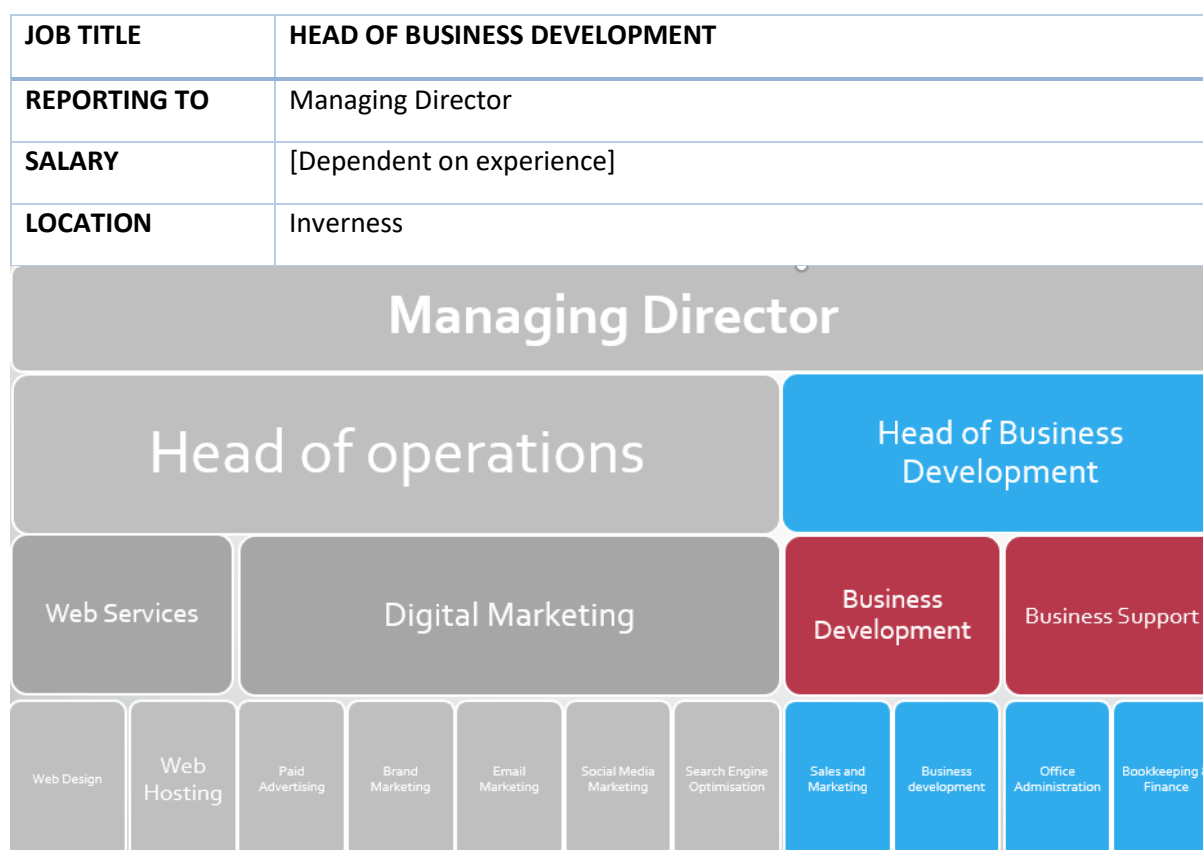 JOB TITLE HEAD OF BUSINESS DEVELOPMENT
REPORTING TO Managing Director
SALARY [Dependent on experience]
LOCATION Inverness
Managing Director
Head of operations
Head of Business
Development
Web Services
Digital Marketing
Business
Development
Business Support
Web Design
Web
Hosting
Paid
Advertising
Brand
Marketing
Email
Marketing
Social Media
Marketing
Search Engine
Optimisation
Sales and
Marketing
Business
development
Office
Administration
Bookkeeping &
Finance